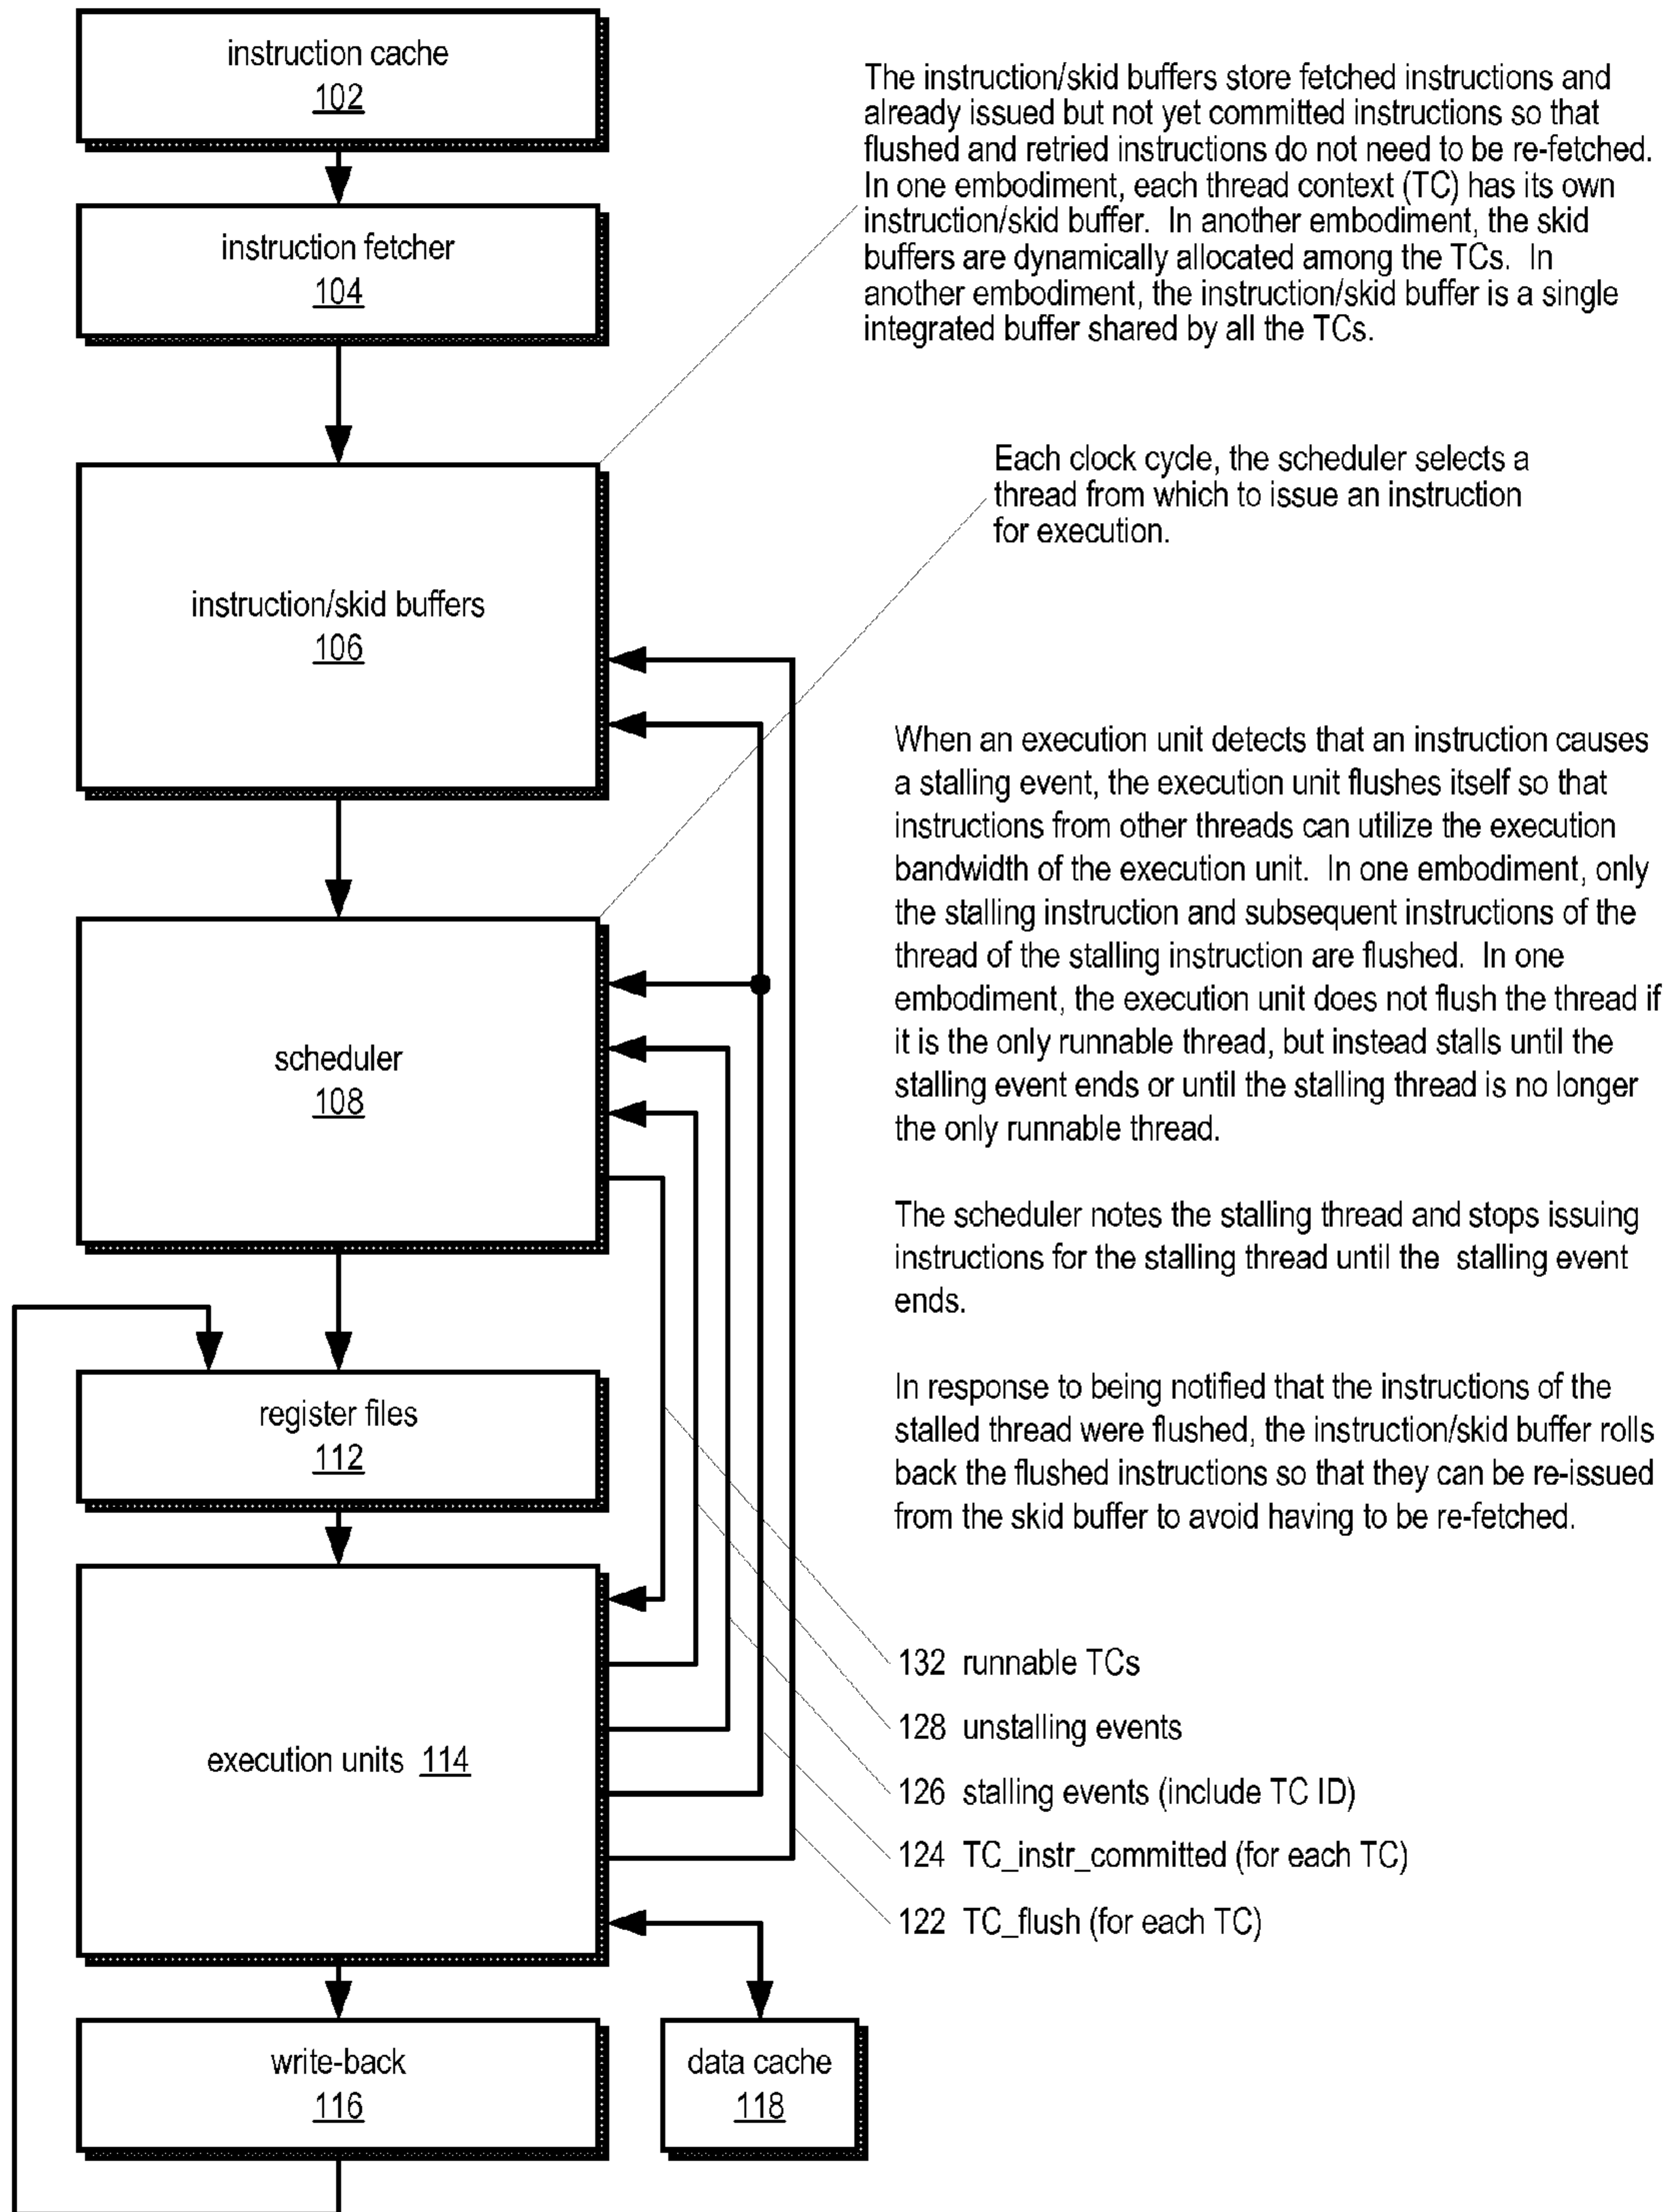 instruction cache
102
The instruction/skid buffers store fetched instructions and
already issued but not yet committed instructions so that
flushed and retried instructions do not need to be re-fetched.
In one embodiment, each thread context (TC) has its own
instruction/skid buffer.  In another embodiment, the skid
buffers are dynamically allocated among the TCs.  In
another embodiment, the instruction/skid buffer is a single
integrated buffer shared by all the TCs.
instruction fetcher
104
Each clock cycle, the scheduler selects a
thread from which to issue an instruction
for execution.
instruction/skid buffers
106
When an execution unit detects that an instruction causes
a stalling event, the execution unit flushes itself so that
instructions from other threads can utilize the execution
bandwidth of the execution unit.  In one embodiment, only
the stalling instruction and subsequent instructions of the
thread of the stalling instruction are flushed.  In one
embodiment, the execution unit does not flush the thread if
it is the only runnable thread, but instead stalls until the
stalling event ends or until the stalling thread is no longer
the only runnable thread.
scheduler
108
The scheduler notes the stalling thread and stops issuing
instructions for the stalling thread until the  stalling event
ends.
In response to being notified that the instructions of the
stalled thread were flushed, the instruction/skid buffer rolls
back the flushed instructions so that they can be re-issued
from the skid buffer to avoid having to be re-fetched.
register files
112
132 runnable TCs
128 unstalling events
execution units 114
126 stalling events (include TC ID)
124 TC_instr_committed (for each TC)
122 TC_flush (for each TC)
write-back
116
data cache
118